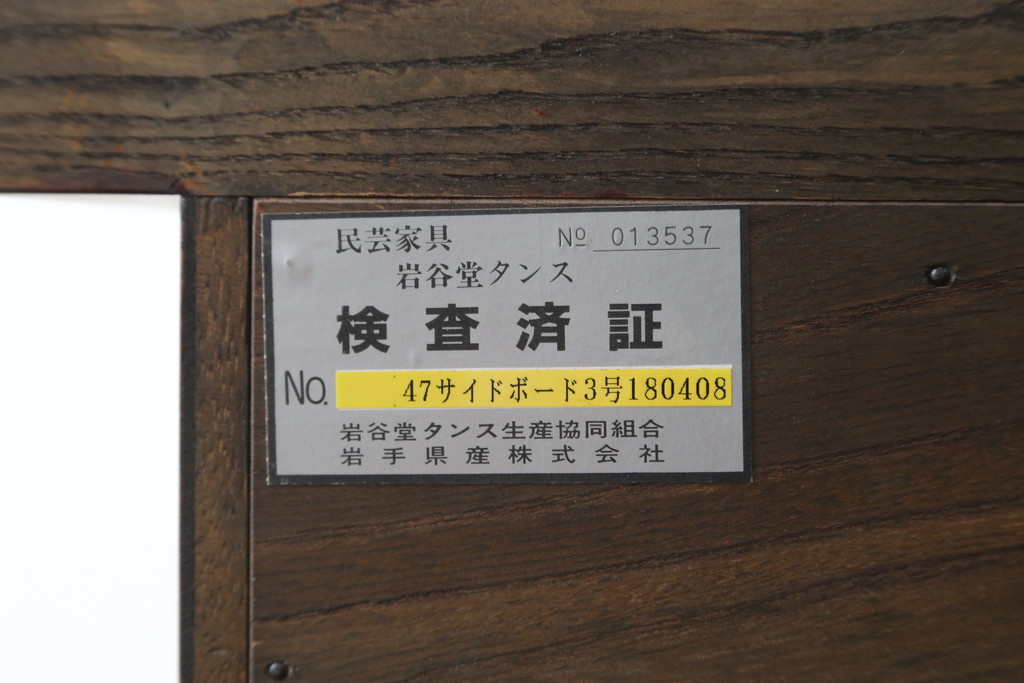 民芸家具 No 013537
岩谷堂タンス
検査済証
No. 47サイドボード3号180408
岩谷堂タンス生産協同組合
岩手県産株式会社